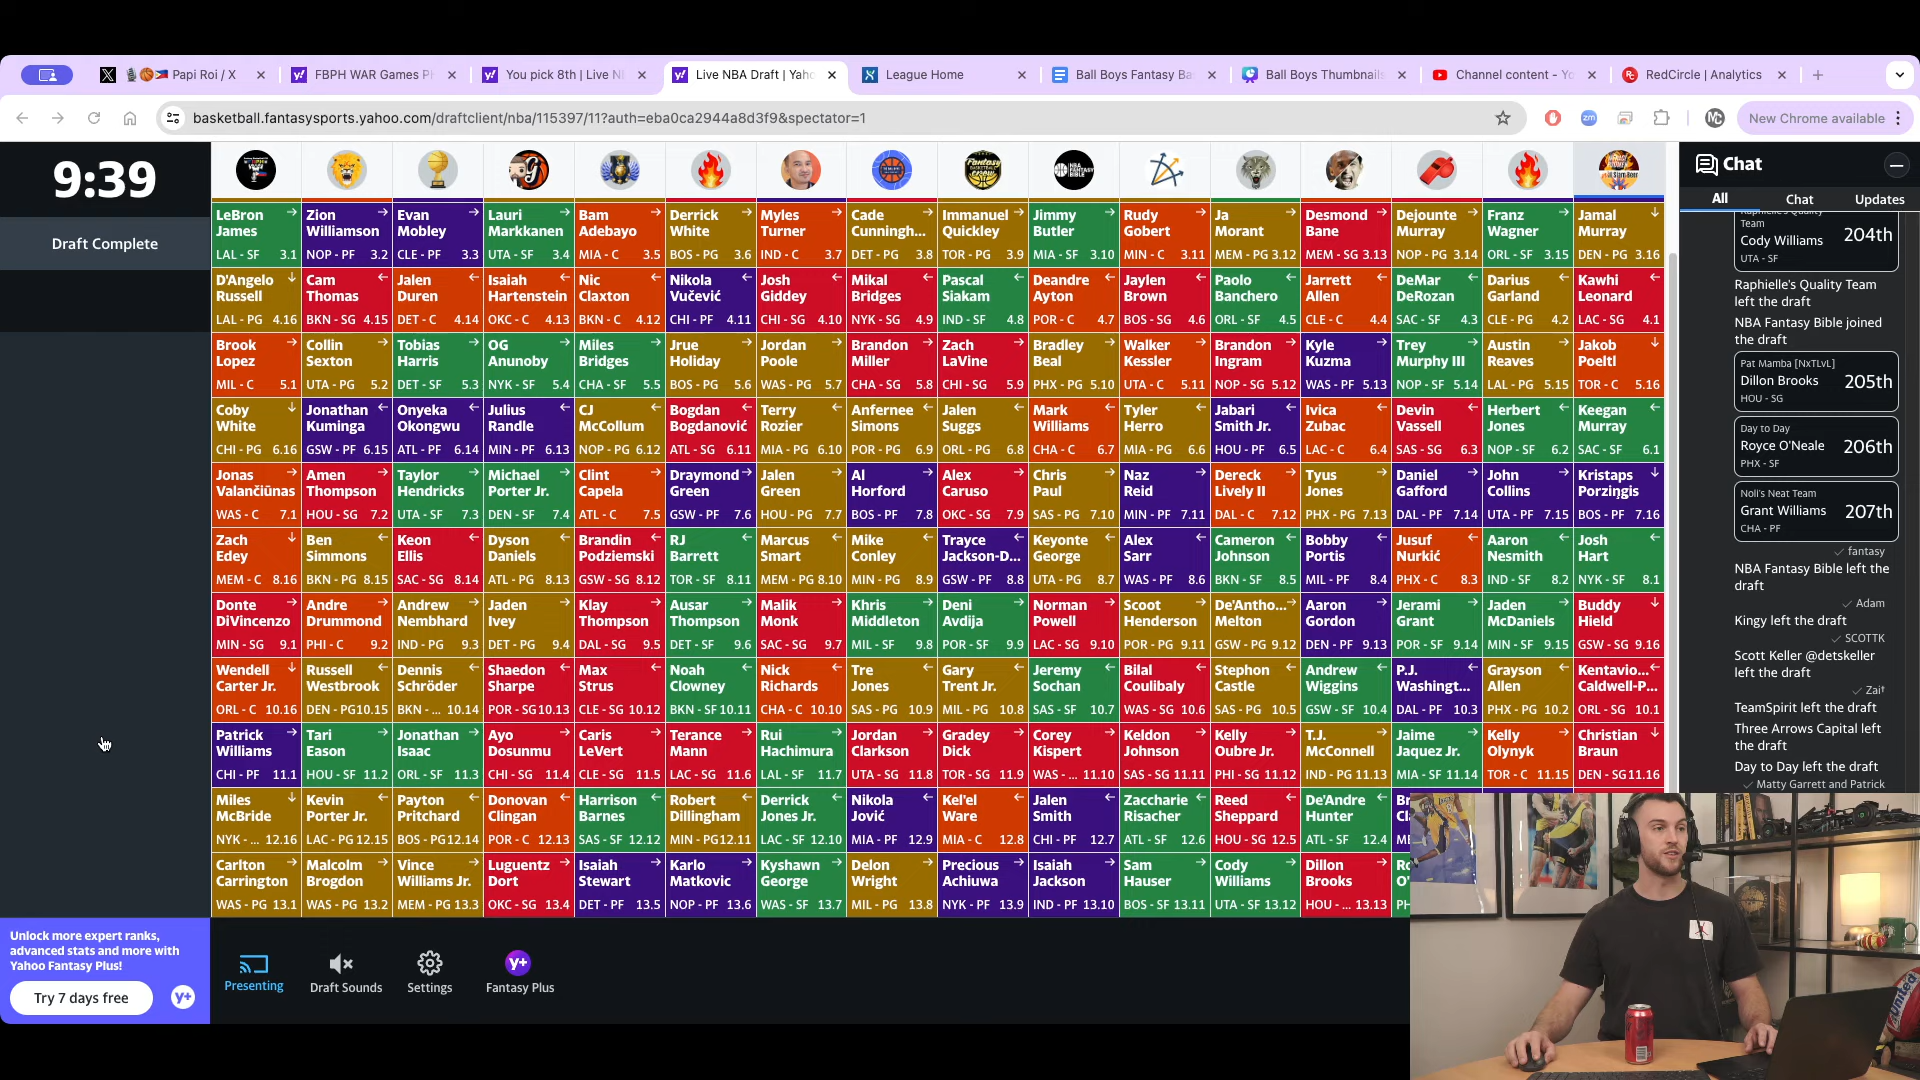 Papi Roi / X
FBPH WAR Games P
You pick 8th | Live N
Live NBA Draft | Yaho
League Home
Ball Boys Fantasy Ba
Ball Boys Thumbnails
Channel content - Yo
RedCircle | Analytics
basketball.fantasysports.yahoo.com/draftclient/nba/115397/11?auth=eba0ca2944a8d3f9&spectator=1
New Chrome available
9:39
Draft Complete
LeBron James LAL - SF 3.1
Zion Williamson NOP - PF 3.2
Evan Mobley CLE - PF 3.3
Lauri Markkanen UTA - SF 3.4
Bam Adebayo MIA - C 3.5
Derrick White BOS - PG 3.6
Myles Turner IND - C 3.7
Cade Cunningh... DET - PG 3.8
Immanuel Quickley TOR - PG 3.9
Jimmy Butler MIA - SF 3.10
Rudy Gobert MIN - C 3.11
Ja Morant MEM - PG 3.12
Desmond Bane MEM - SG 3.13
Dejounte Murray NOP - PG 3.14
Franz Wagner ORL - SF 3.15
Jamal Murray DEN - PG 3.16
D'Angelo Russell LAL - PG 4.16
Cam Thomas BKN - SG 4.15
Jalen Duren DET - C 4.14
Isaiah Hartenstein OKC - C 4.13
Nic Claxton BKN - C 4.12
Nikola Vučević CHI - PF 4.11
Josh Giddey CHI - SG 4.10
Mikal Bridges NYK - SG 4.9
Pascal Siakam IND - SF 4.8
Deandre Ayton POR - C 4.7
Jaylen Brown BOS - SG 4.6
Paolo Banchero ORL - SF 4.5
Jarrett Allen CLE - C 4.4
DeMar DeRozan SAC - SF 4.3
Darius Garland CLE - PG 4.2
Kawhi Leonard LAC - SG 4.1
Brook Lopez MIL - C 5.1
Collin Sexton UTA - PG 5.2
Tobias Harris DET - SF 5.3
OG Anunoby NYK - SF 5.4
Miles Bridges CHA - SF 5.5
Jrue Holiday BOS - PG 5.6
Jordan Poole WAS - PG 5.7
Brandon Miller CHA - SG 5.8
Zach LaVine CHI - SG 5.9
Bradley Beal PHX - PG 5.10
Walker Kessler UTA - C 5.11
Brandon Ingram NOP - SG 5.12
Kyle Kuzma WAS - PF 5.13
Trey Murphy III NOP - SF 5.14
Austin Reaves LAL - PG 5.15
Jakob Poeltl TOR - C 5.16
Coby White CHI - PG 6.16
Jonathan Kuminga GSW - PF 6.15
Onyeka Okongwu ATL - PF 6.14
Julius Randle MIN - PF 6.13
CJ McCollum NOP - PG 6.12
Bogdan Bogdanović ATL - SG 6.11
Terry Rozier MIA - PG 6.10
Anfernee Simons POR - PG 6.9
Jalen Suggs ORL - PG 6.8
Mark Williams CHA - C 6.7
Tyler Herro MIA - PG 6.6
Jabari Smith Jr. HOU - PF 6.5
Ivica Zubac LAC - C 6.4
Devin Vassell SAS - SG 6.3
Herbert Jones NOP - SF 6.2
Keegan Murray SAC - SF 6.1
Jonas Valančiūnas WAS - C 7.1
Amen Thompson HOU - SG 7.2
Taylor Hendricks UTA - SF 7.3
Michael Porter Jr. DEN - SF 7.4
Clint Capela ATL - C 7.5
Draymond Green GSW - PF 7.6
Jalen Green HOU - PG 7.7
Al Horford BOS - PF 7.8
Alex Caruso OKC - SG 7.9
Chris Paul SAS - PG 7.10
Naz Reid MIN - PF 7.11
Dereck Lively II DAL - C 7.12
Tyus Jones PHX - PG 7.13
Daniel Gafford DAL - PF 7.14
John Collins UTA - PF 7.15
Kristaps Porziņģis BOS - PF 7.16
Zach Edey MEM - C 8.16
Ben Simmons BKN - PG 8.15
Keon Ellis SAC - SG 8.14
Dyson Daniels ATL - PG 8.13
Brandin Podziemski GSW - SG 8.12
RJ Barrett TOR - SF 8.11
Marcus Smart MEM - PG 8.10
Mike Conley MIN - PG 8.9
Trayce Jackson-D... GSW - PF 8.8
Keyonte George UTA - PG 8.7
Alex Sarr WAS - PF 8.6
Cameron Johnson BKN - SF 8.5
Bobby Portis MIL - PF 8.4
Jusuf Nurkić PHX - C 8.3
Aaron Nesmith IND - SF 8.2
Josh Hart NYK - SF 8.1
Donte DiVincenzo MIN - SG 9.1
Andre Drummond PHI - C 9.2
Andrew Nembhard IND - PG 9.3
Jaden Ivey DET - PG 9.4
Klay Thompson DAL - SG 9.5
Ausar Thompson DET - SF 9.6
Malik Monk SAC - SG 9.7
Khris Middleton MIL - SF 9.8
Deni Avdija POR - SF 9.9
Norman Powell LAC - SG 9.10
Scoot Henderson POR - PG 9.11
De'Antho... Melton GSW - PG 9.12
Aaron Gordon DEN - PF 9.13
Jerami Grant POR - SF 9.14
Jaden McDaniels MIN - SF 9.15
Buddy Hield GSW - SG 9.16
Wendell Carter Jr. ORL - C 10.16
Russell Westbrook DEN - PG 10.15
Dennis Schröder BKN - ... 10.14
Shaedon Sharpe POR - SG 10.13
Max Strus CLE - SG 10.12
Noah Clowney BKN - SF 10.11
Nick Richards CHA - C 10.10
Tre Jones SAS - PG 10.9
Gary Trent Jr. MIL - PG 10.8
Jeremy Sochan SAS - SF 10.7
Bilal Coulibaly WAS - SG 10.6
Stephon Castle SAS - PG 10.5
Andrew Wiggins GSW - SF 10.4
P.J. Washingt... DAL - PF 10.3
Grayson Allen PHX - PG 10.2
Kentavio... Caldwell-P... ORL - SG 10.1
Patrick Williams CHI - PF 11.1
Tari Eason HOU - SF 11.2
Jonathan Isaac ORL - SF 11.3
Ayo Dosunmu CHI - SG 11.4
Caris LeVert CLE - SG 11.5
Terance Mann LAC - SG 11.6
Rui Hachimura LAL - SF 11.7
Jordan Clarkson UTA - SG 11.8
Gradey Dick TOR - SG 11.9
Corey Kispert WAS - ... 11.10
Keldon Johnson SAS - SG 11.11
Kelly Oubre Jr. PHI - SG 11.12
T.J. McConnell IND - PG 11.13
Jaime Jaquez Jr. MIA - SF 11.14
Kelly Olynyk TOR - C 11.15
Christian Braun DEN - SG 11.16
Miles McBride NYK - ... 12.16
Kevin Porter Jr. LAC - PG 12.15
Payton Pritchard BOS - PG 12.14
Donovan Clingan POR - C 12.13
Harrison Barnes SAS - SF 12.12
Robert Dillingham MIN - PG 12.11
Derrick Jones Jr. LAC - SF 12.10
Nikola Jović MIA - PF 12.9
Kel'el Ware MIA - C 12.8
Jalen Smith CHI - PF 12.7
Zaccharie Risacher ATL - SF 12.6
Reed Sheppard HOU - SG 12.5
De'Andre Hunter ATL - SF 12.4
Br Cla ME
Carlton Carrington WAS - PG 13.1
Malcolm Brogdon WAS - PG 13.2
Vince Williams Jr. MEM - PG 13.3
Luguentz Dort OKC - SG 13.4
Isaiah Stewart DET - PF 13.5
Karlo Matkovic NOP - PF 13.6
Kyshawn George WAS - SF 13.7
Delon Wright MIL - PG 13.8
Precious Achiuwa NYK - PF 13.9
Isaiah Jackson IND - PF 13.10
Sam Hauser BOS - SF 13.11
Cody Williams UTA - SF 13.12
Dillon Brooks HOU - ... 13.13
Ro O' PH
Chat
All Chat Updates
Raphielle's Quality
Team
Cody Williams 204th
UTA - SF
Raphielle's Quality Team
left the draft
NBA Fantasy Bible joined
the draft
Pat Mamba [NxTLvL]
Dillon Brooks 205th
HOU - SG
Day to Day
Royce O'Neale 206th
PHX - SF
Noli's Neat Team
Grant Williams 207th
CHA - PF
fantasy
NBA Fantasy Bible left the
draft
Adam
Kingy left the draft
SCOTTK
Scott Keller @detskeller
left the draft
Zai†
TeamSpirit left the draft
Three Arrows Capital left
the draft
Day to Day left the draft
Matty Garrett and Patrick
Unlock more expert ranks,
advanced stats and more with
Yahoo Fantasy Plus!
Try 7 days free
y+
Presenting
Draft Sounds
Settings
Fantasy Plus